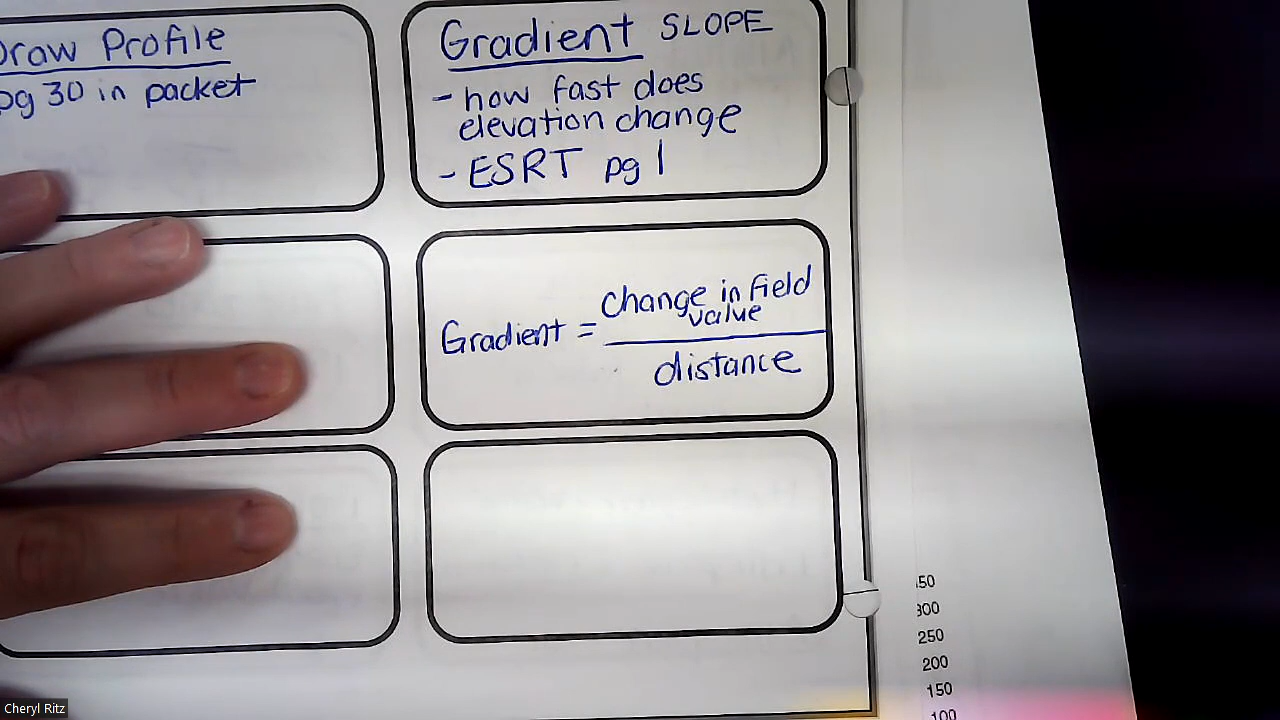 Draw Profile
pg 30 in packet
Gradient SLOPE
- how fast does
elevation change
- ESRT pg 1
Gradient = change in field
value
distance
300
250
200
150
100
Cheryl Ritz